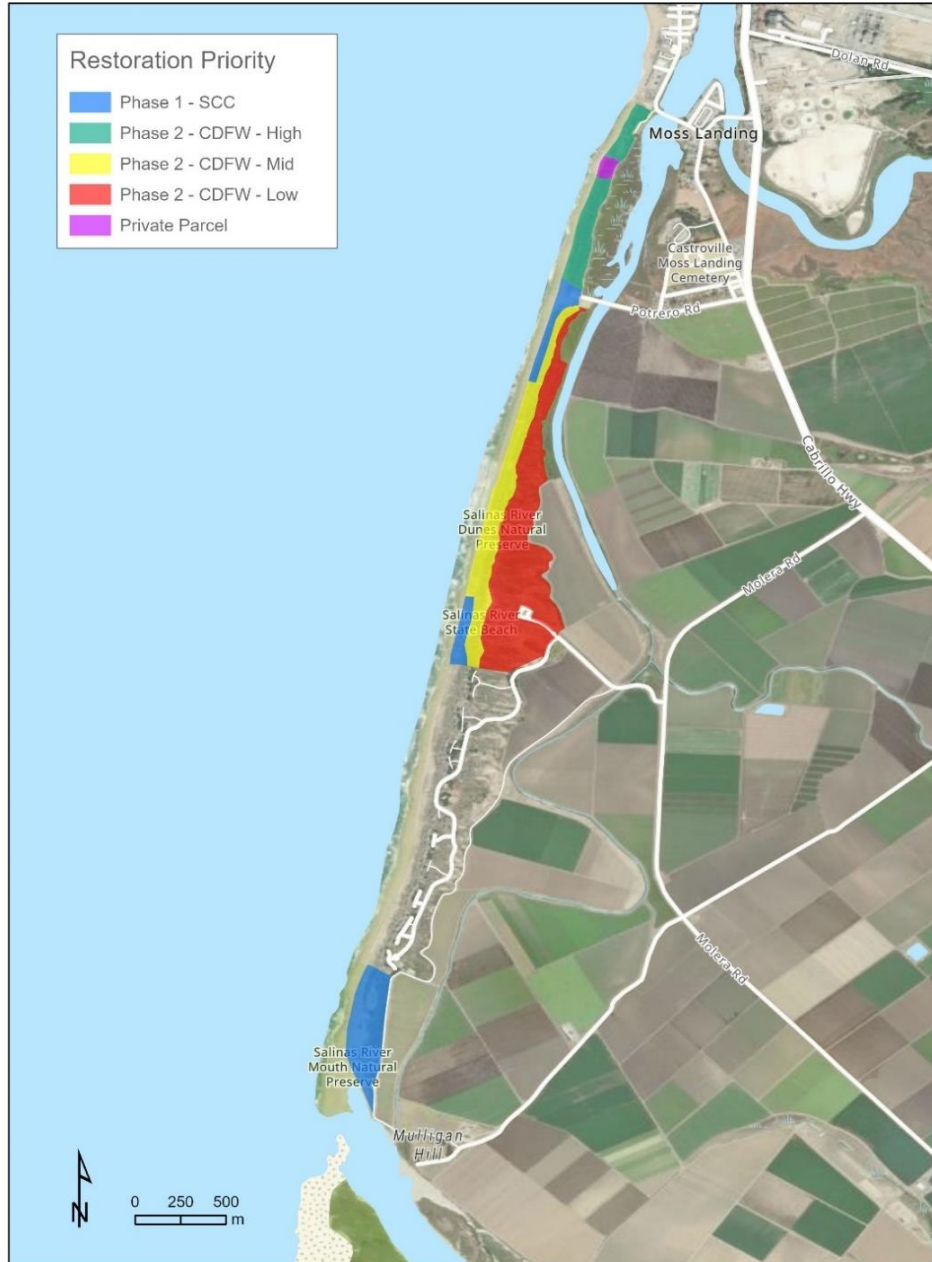 Restoration Priority
Phase 1 - SCC
Phase 2 - CDFW - High
Phase 2 - CDFW - Mid
Phase 2 - CDFW - Low
Private Parcel
Dolan Rd
Moss Landing
Castroville
Moss Landing
Cemetery
Potrero Rd
Cabrillo Hwy
Salinas River
Dunes Natural
Preserve
Molera Rd
Salinas River
State Beach
Molera Rd
Salinas River
Mouth Natural
Preserve
Mulligan
Hill
N
0 250 500
m